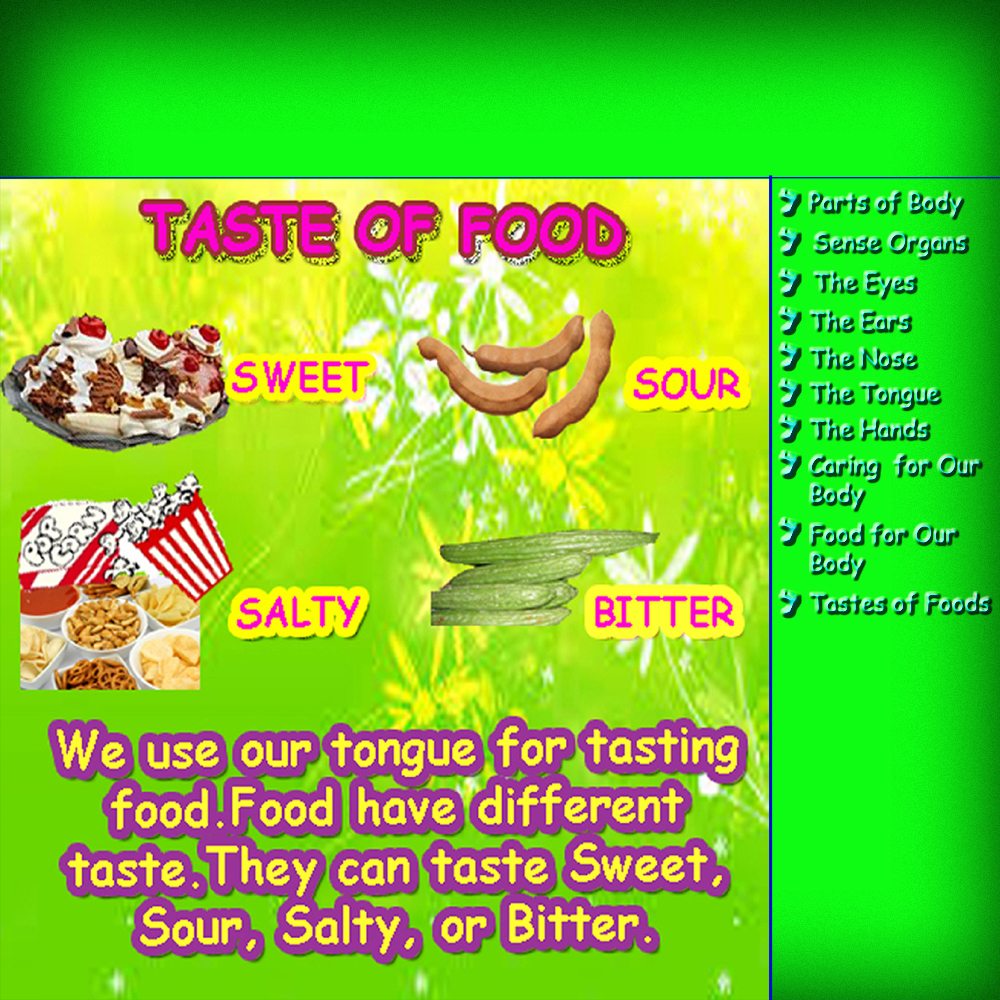 TASTE OF FOOD
SWEET
SOUR
POP
CORN
SALTY
BITTER
We use our tongue for tasting
food.Food have different
taste.They can taste Sweet,
Sour, Salty, or Bitter.
Parts of Body
Sense Organs
The Eyes
The Ears
The Nose
The Tongue
The Hands
Caring for Our
Body
Food for Our
Body
Tastes of Foods